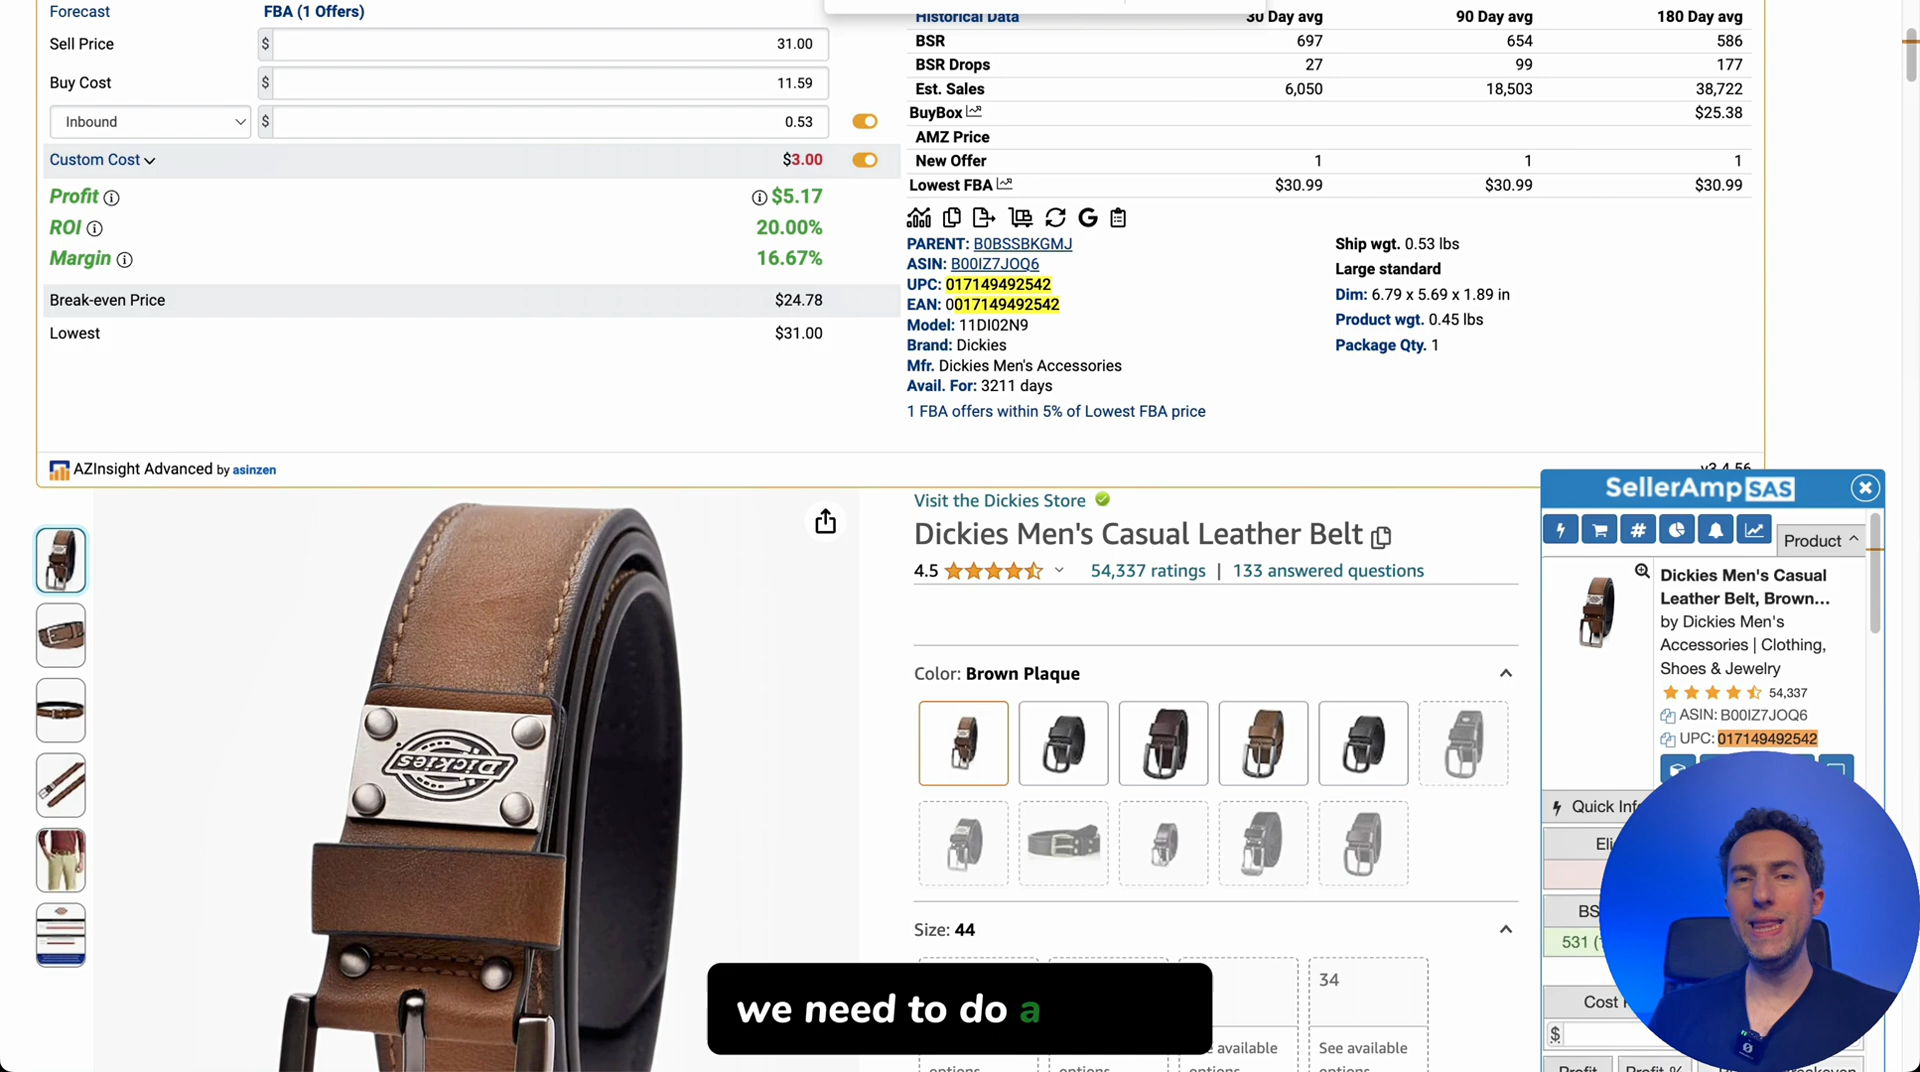 Forecast
FBA (1 Offers)
Sell Price
$
31.00
Buy Cost
$
11.59
Inbound
$
0.53
Custom Cost
$3.00
Profit
$5.17
ROI
20.00%
Margin
16.67%
Break-even Price
$24.78
Lowest
$31.00
Historical Data 30 Day avg 90 Day avg 180 Day avg
BSR 697 654 586
BSR Drops 27 99 177
Est. Sales 6,050 18,503 38,722
BuyBox $25.38
AMZ Price
New Offer 1 1 1
Lowest FBA $30.99 $30.99 $30.99
PARENT: B0BSSBKGMJ
ASIN: B00IZ7JOQ6
UPC: 017149492542
EAN: 0017149492542
Model: 11DI02N9
Brand: Dickies
Mfr. Dickies Men's Accessories
Avail. For: 3211 days
1 FBA offers within 5% of Lowest FBA price
Ship wgt. 0.53 lbs
Large standard
Dim: 6.79 x 5.69 x 1.89 in
Product wgt. 0.45 lbs
Package Qty. 1
AZInsight Advanced by asinzen
v3.4.56
Dickies
Visit the Dickies Store
Dickies Men's Casual Leather Belt
4.5
54,337 ratings | 133 answered questions
Color: Brown Plaque
Size: 44
34
available
See available
options
options
options
options
SellerAmp SAS
Product
Dickies Men's Casual
Leather Belt, Brown...
by Dickies Men's
Accessories | Clothing,
Shoes & Jewelry
54,337
ASIN: B00IZ7JOQ6
UPC: 017149492542
Quick
BS
531
Cost
$
Profit
Profit %
we need to do a